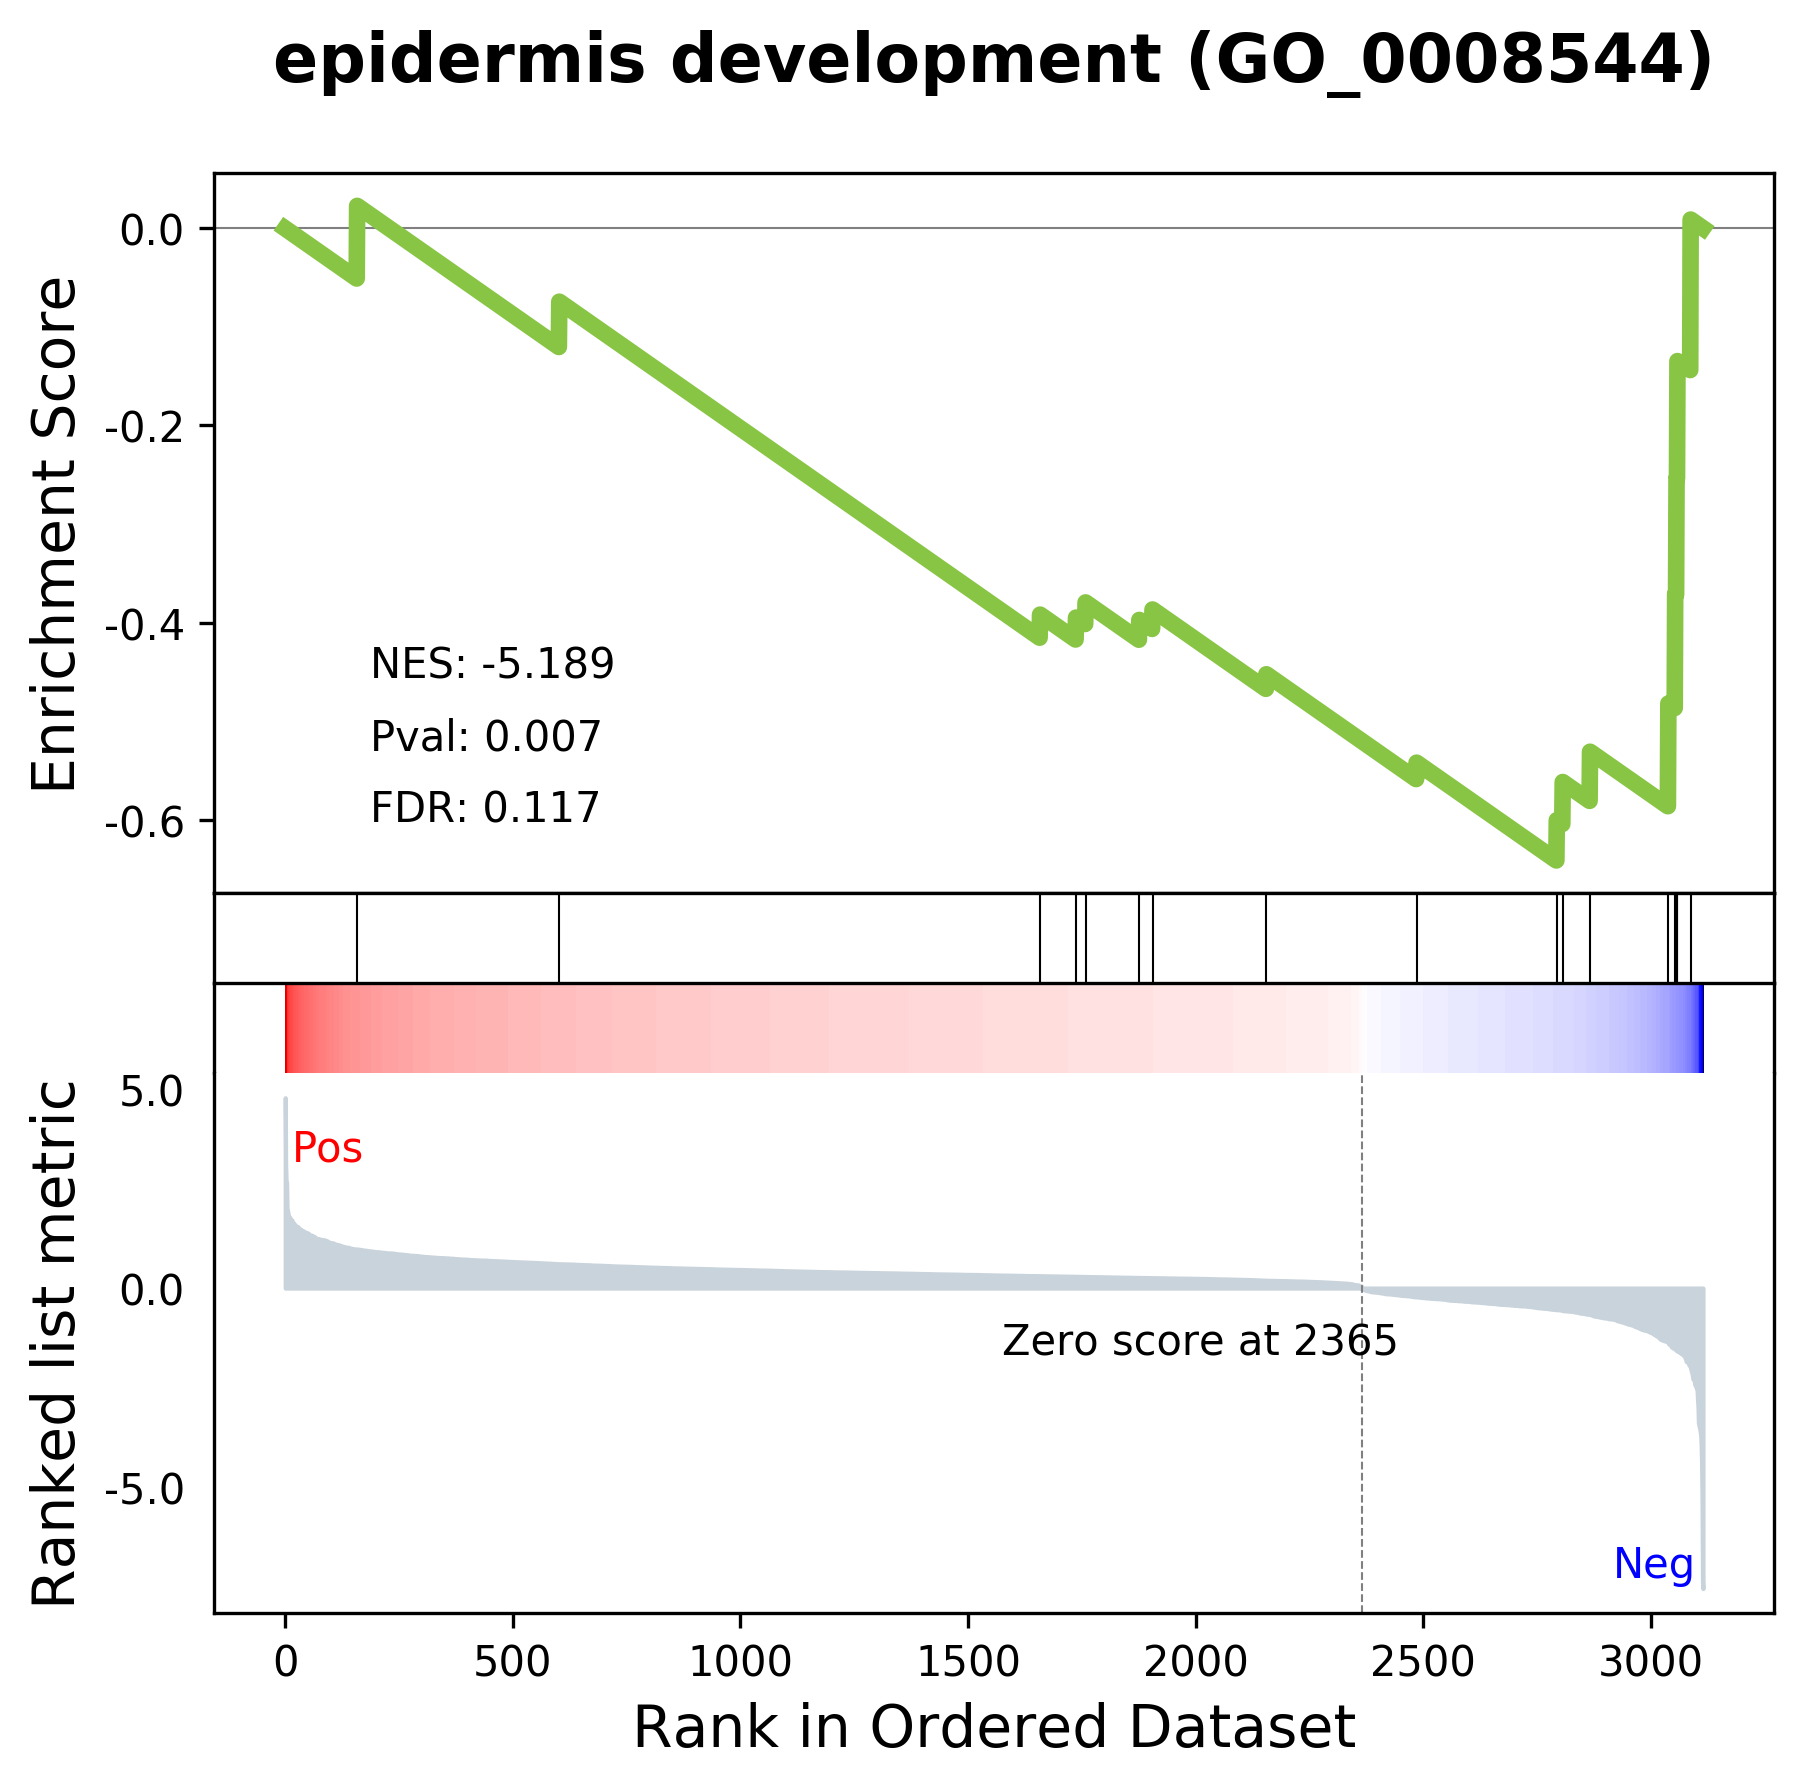 epidermis development (GO_0008544)
Enrichment Score
0.0
-0.2
-0.4
-0.6
NES: -5.189
Pval: 0.007
FDR: 0.117
Ranked list metric
5.0
0.0
-5.0
Pos
Zero score at 2365
Neg
0 500 1000 1500 2000 2500 3000
Rank in Ordered Dataset